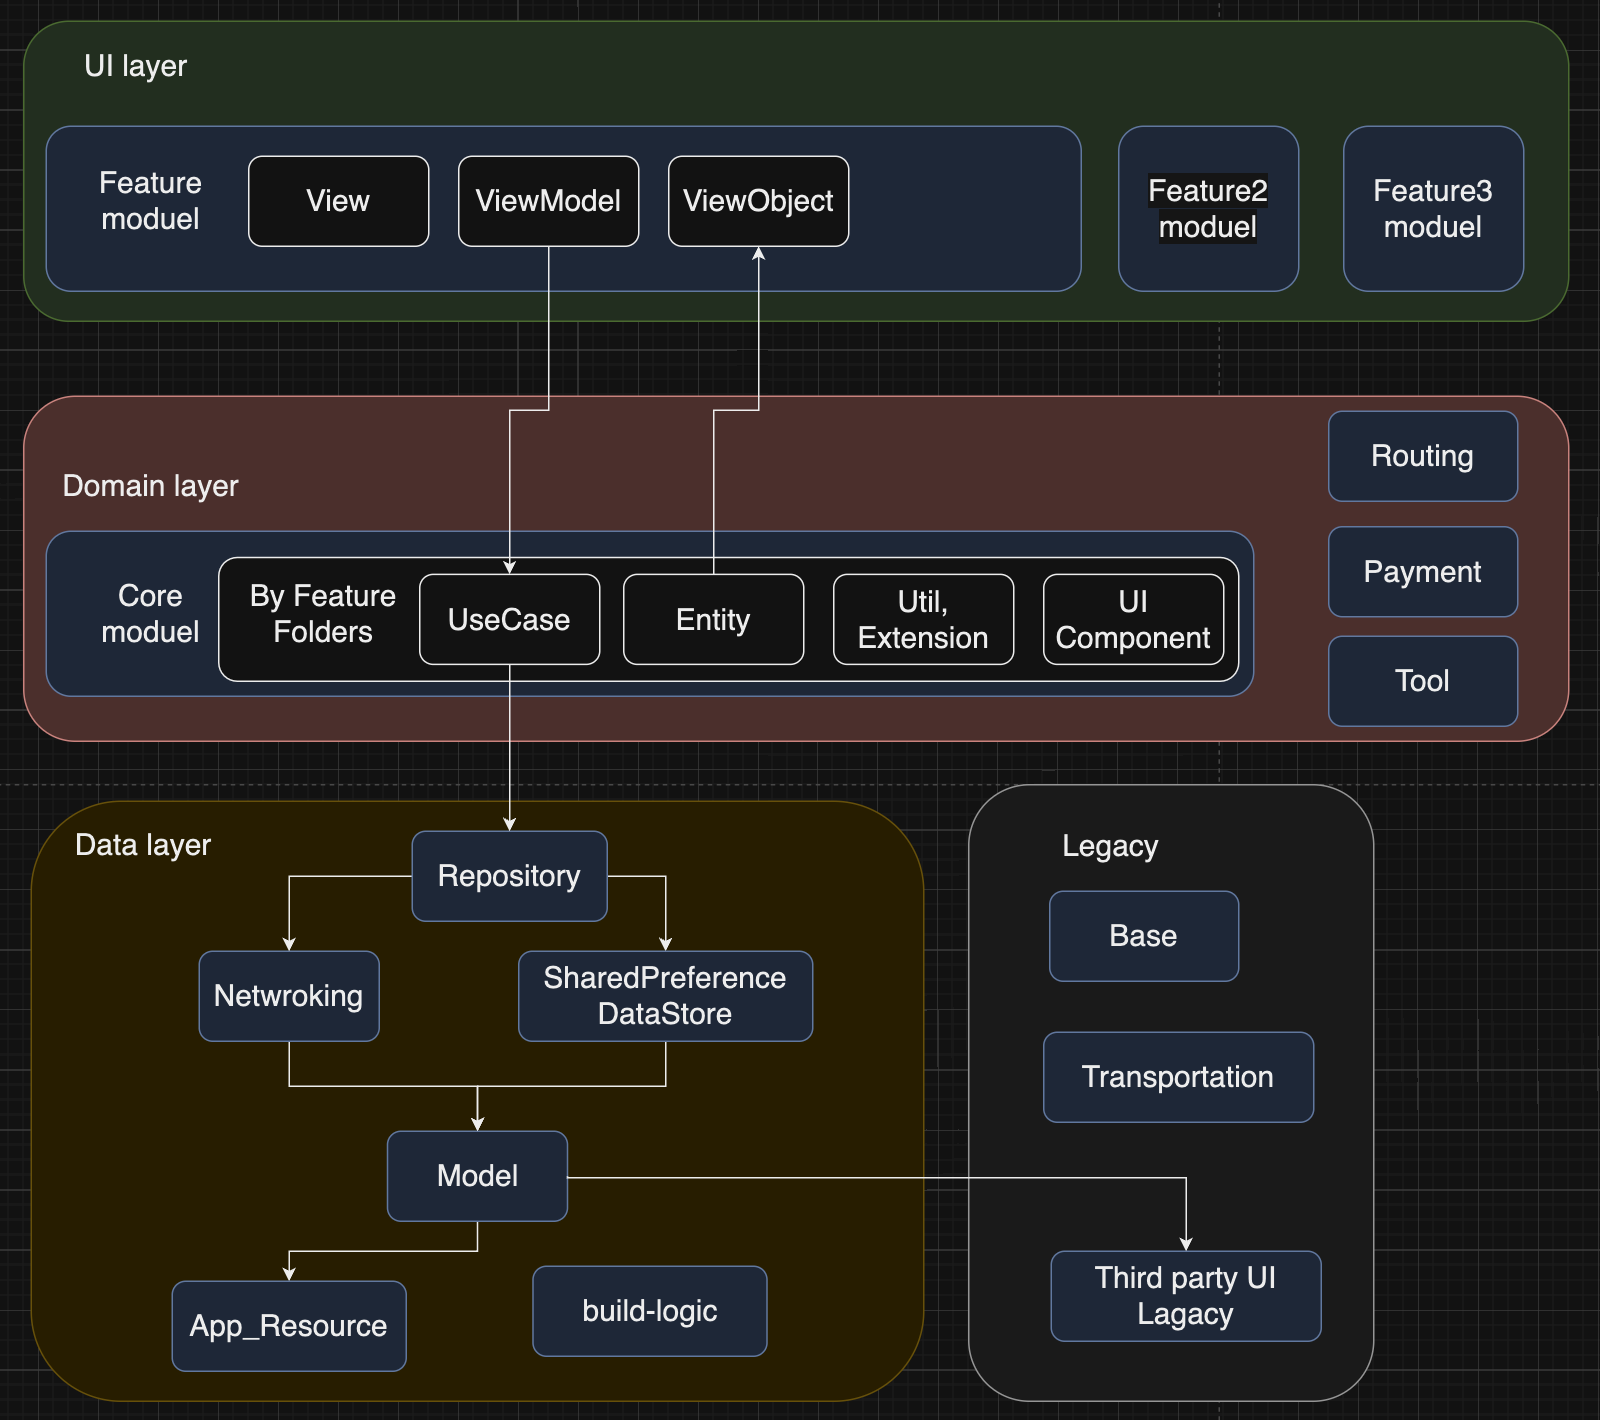 UI layer
Feature
moduel
View
ViewModel
ViewObject
Feature2
moduel
Feature3
moduel
Domain layer
Routing
Payment
Tool
Core
moduel
By Feature
Folders
UseCase
Entity
Util,
Extension
UI
Component
Data layer
Repository
Netwroking
SharedPreference
DataStore
Model
App_Resource
build-logic
Legacy
Base
Transportation
Third party UI
Lagacy